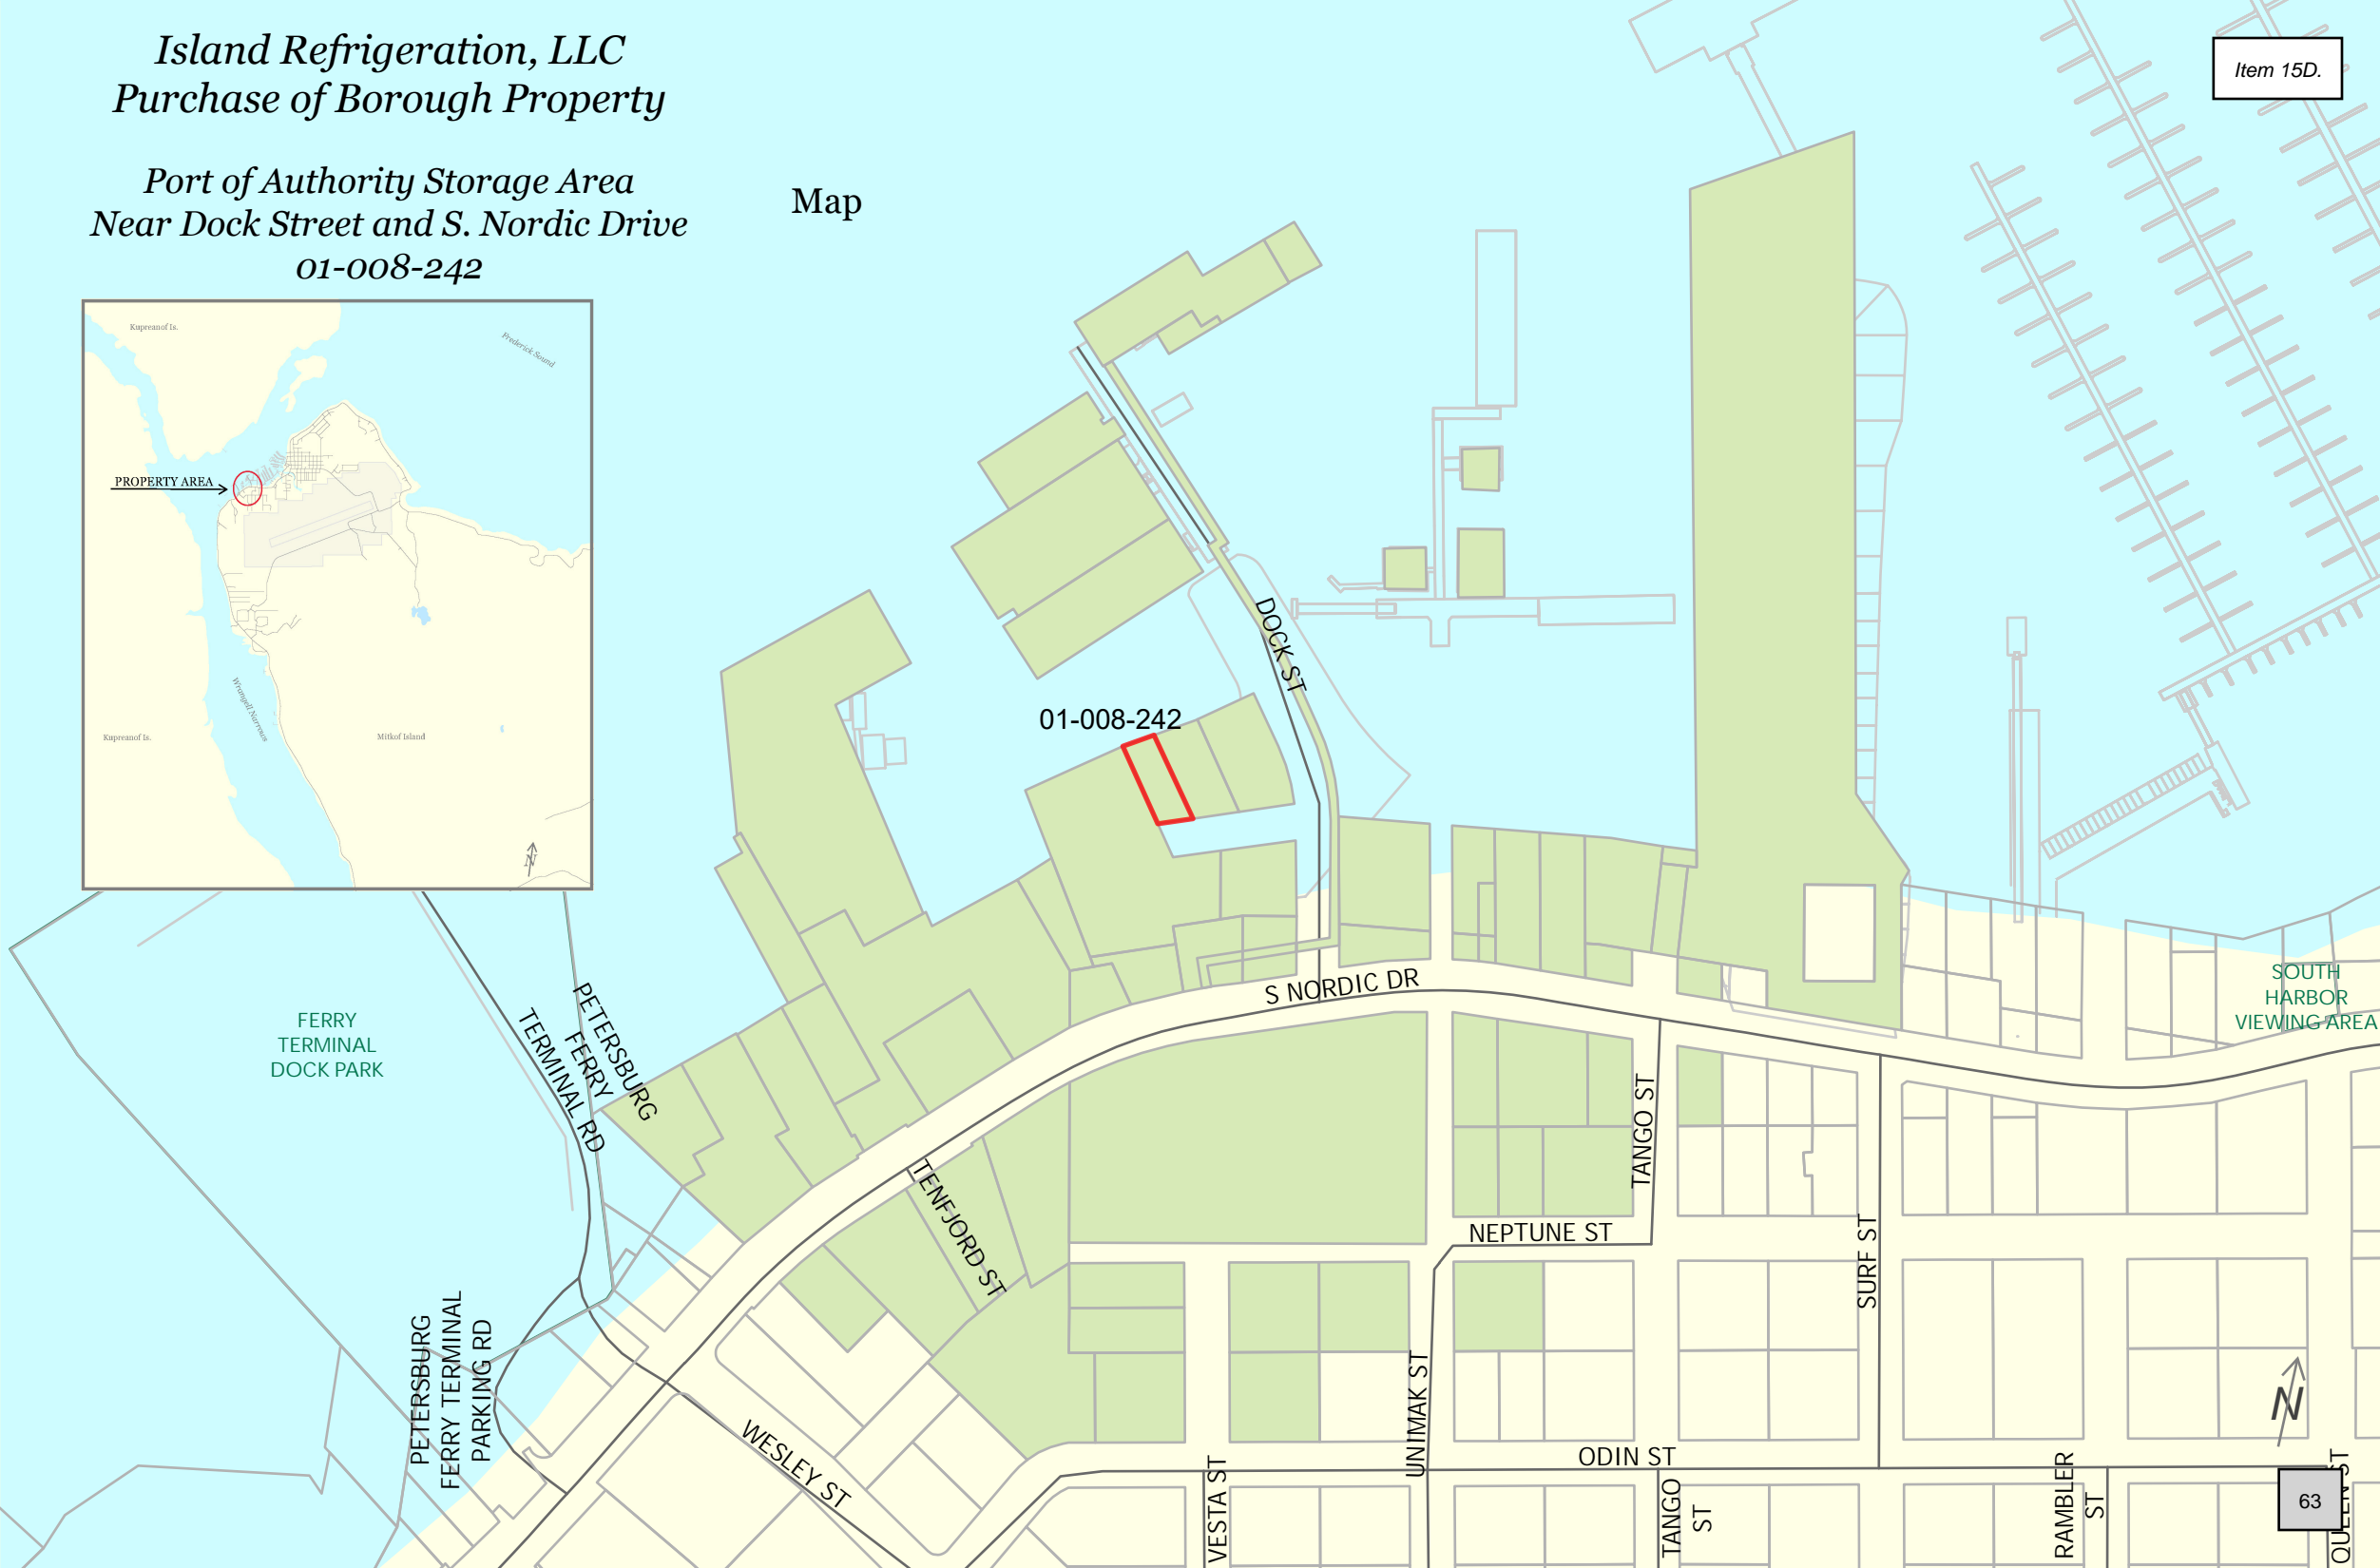 Island Refrigeration, LLC
Purchase of Borough Property
Port of Authority Storage Area
Near Dock Street and S. Nordic Drive
01-008-242
Map
Item 15D.
Kupreanof Is.
Frederick Sound
PROPERTY AREA
Wrangell Narrows
Kupreanof Is.
Mitkof Island
N
DOCK ST
01-008-242
S NORDIC DR
SOUTH
HARBOR
VIEWING AREA
FERRY
TERMINAL
DOCK PARK
PETERSBURG
FERRY
TERMINAL RD
TENFJORD ST
TANGO ST
NEPTUNE ST
SURF ST
PETERSBURG
FERRY TERMINAL
PARKING RD
UNIMAK ST
WESLEY ST
ODIN ST
VESTA ST
TANGO
ST
RAMBLER
ST
QUEEN ST
N
63